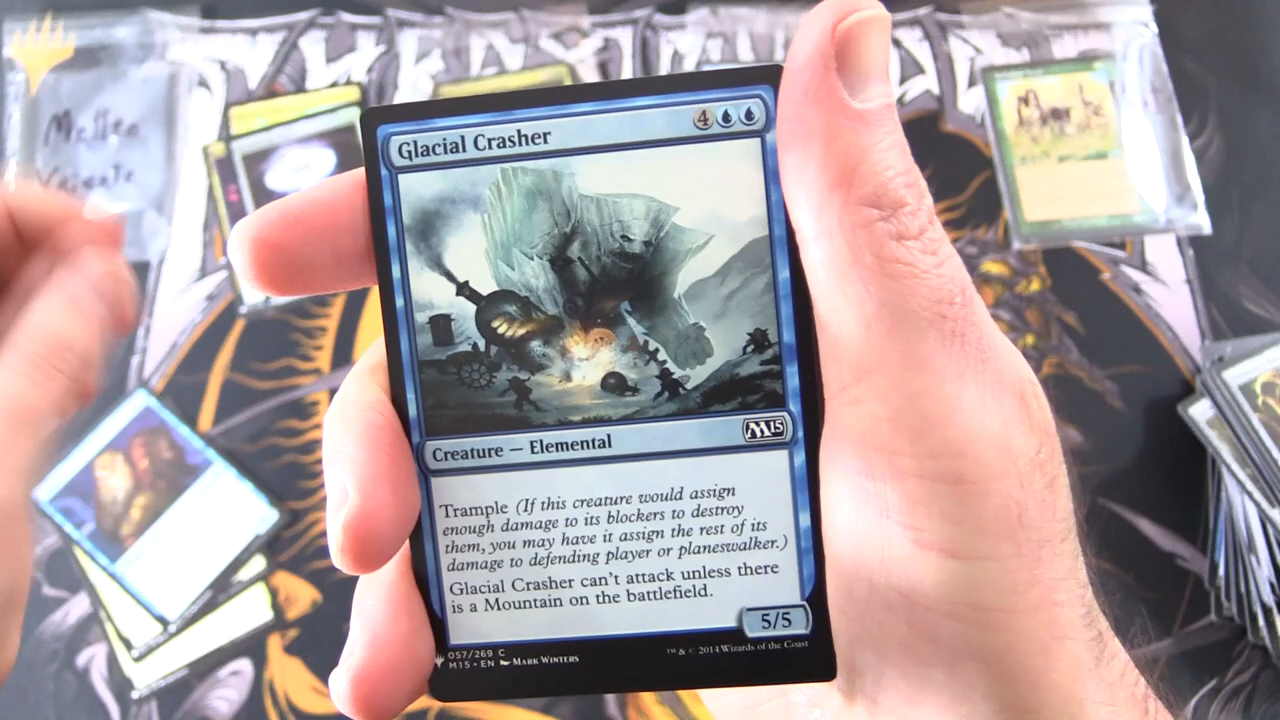 Glacial Crasher 4
M15
Creature — Elemental
Trample (If this creature would assign
enough damage to its blockers to destroy
them, you may have it assign the rest of its
damage to defending player or planeswalker.)
Glacial Crasher can't attack unless there
is a Mountain on the battlefield.
5/5
057/269 C
M15 • EN MARK WINTERS
™ & © 2014 Wizards of the Coast